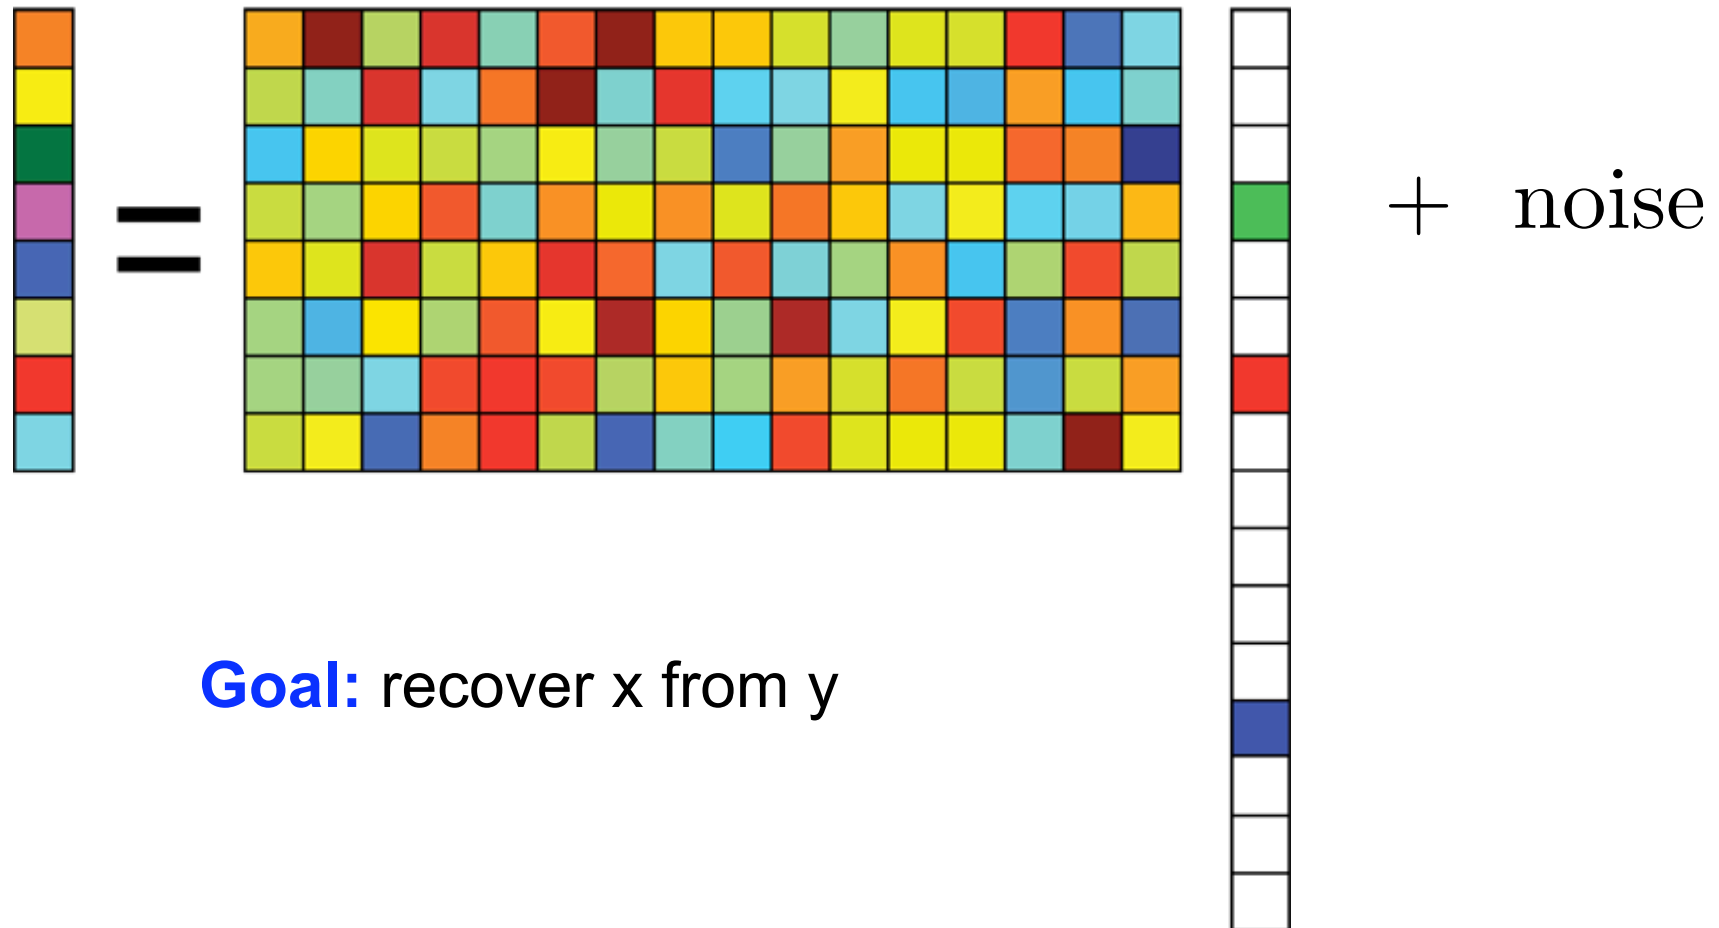 =
+ noise
Goal: recover x from y